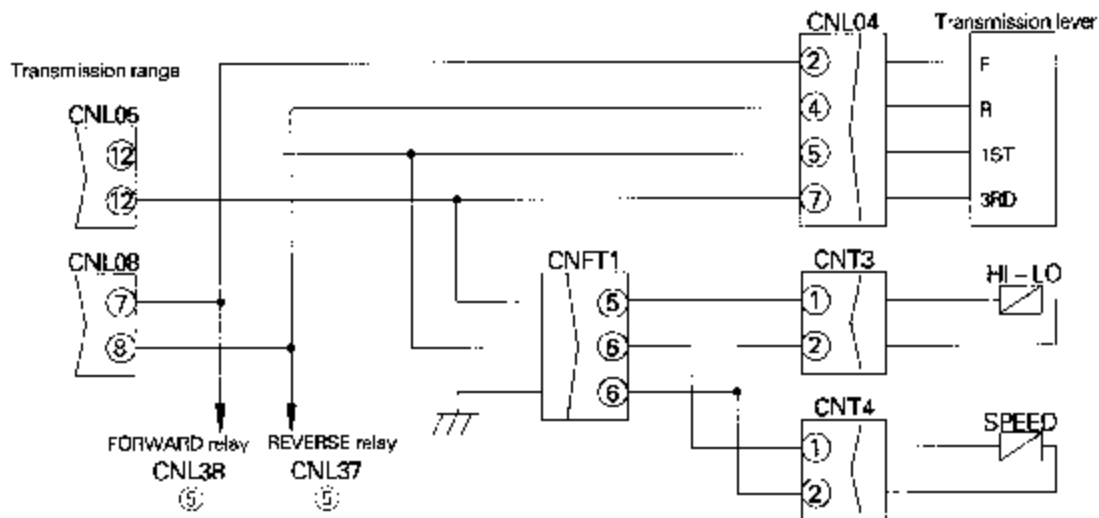 CNL04
Transmission lever
Transmission range
② F
CNL05
④ R
⑫
⑤ 1ST
⑫
⑦ 3RD
CNL08
CNFT1
CNT3
HI-LO
⑦
⑤ ①
⑧
⑥ ②
⑥
CNT4
SPEED
FORWARD relay
REVERSE relay
①
CNL38
CNL37
②
⑤
⑤